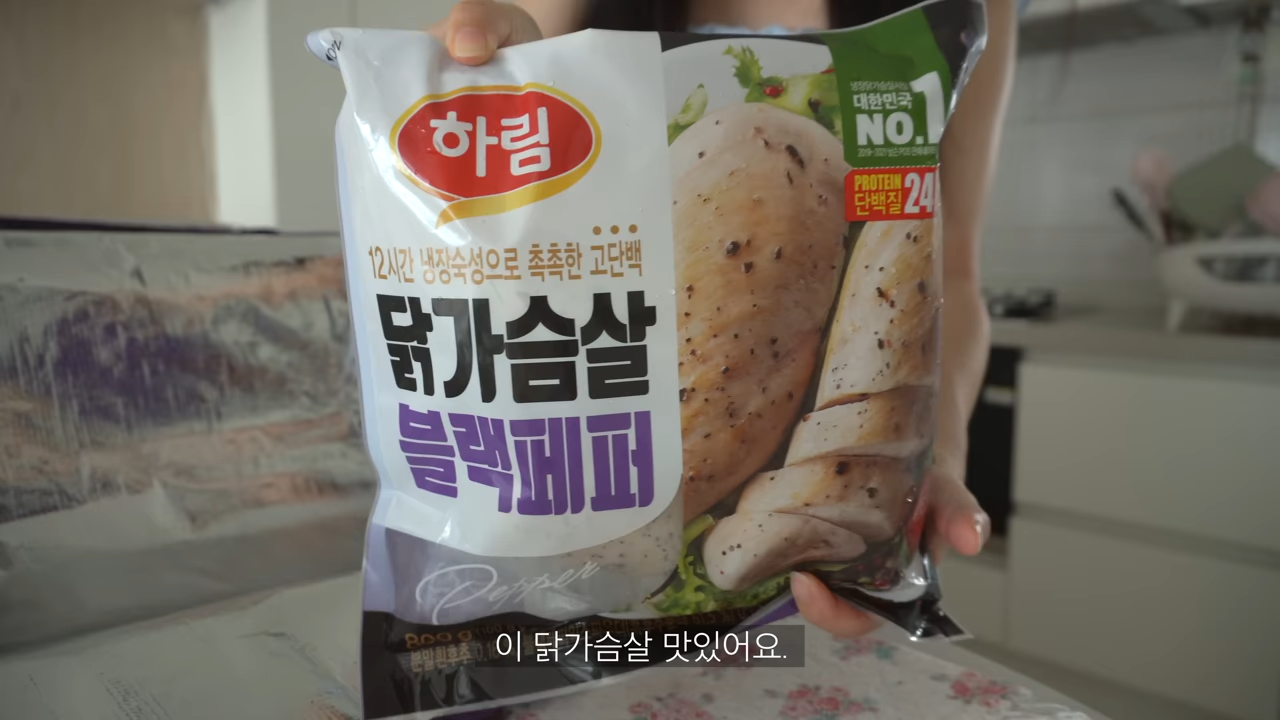 하림
12시간 냉장숙성으로 촉촉한 고단백
닭가슴살
블랙페퍼
Pepper
대한민국
NO.1
PROTEIN
단백질 24
800 g
이 닭가슴살 맛있어요.